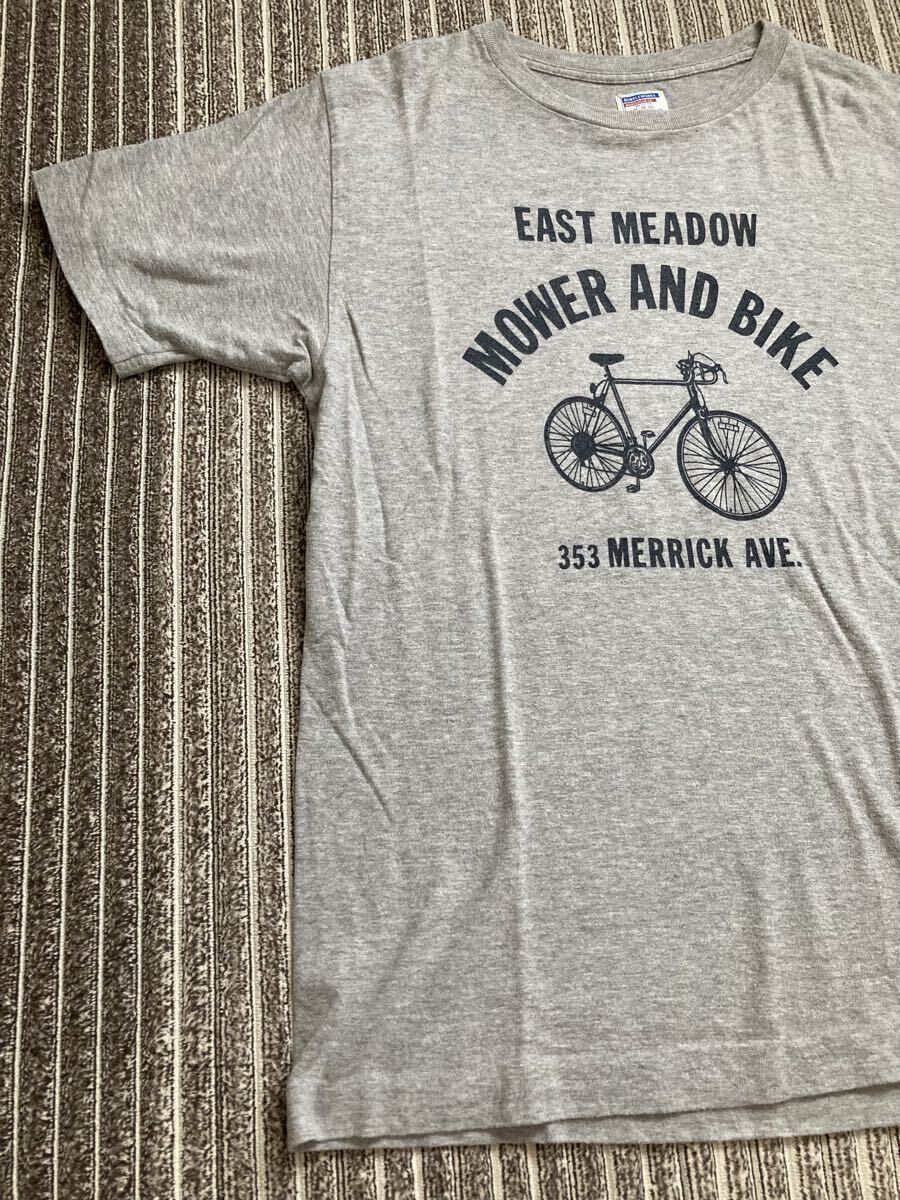 EAST MEADOW
MOWER AND BIKE
353 MERRICK AVE.